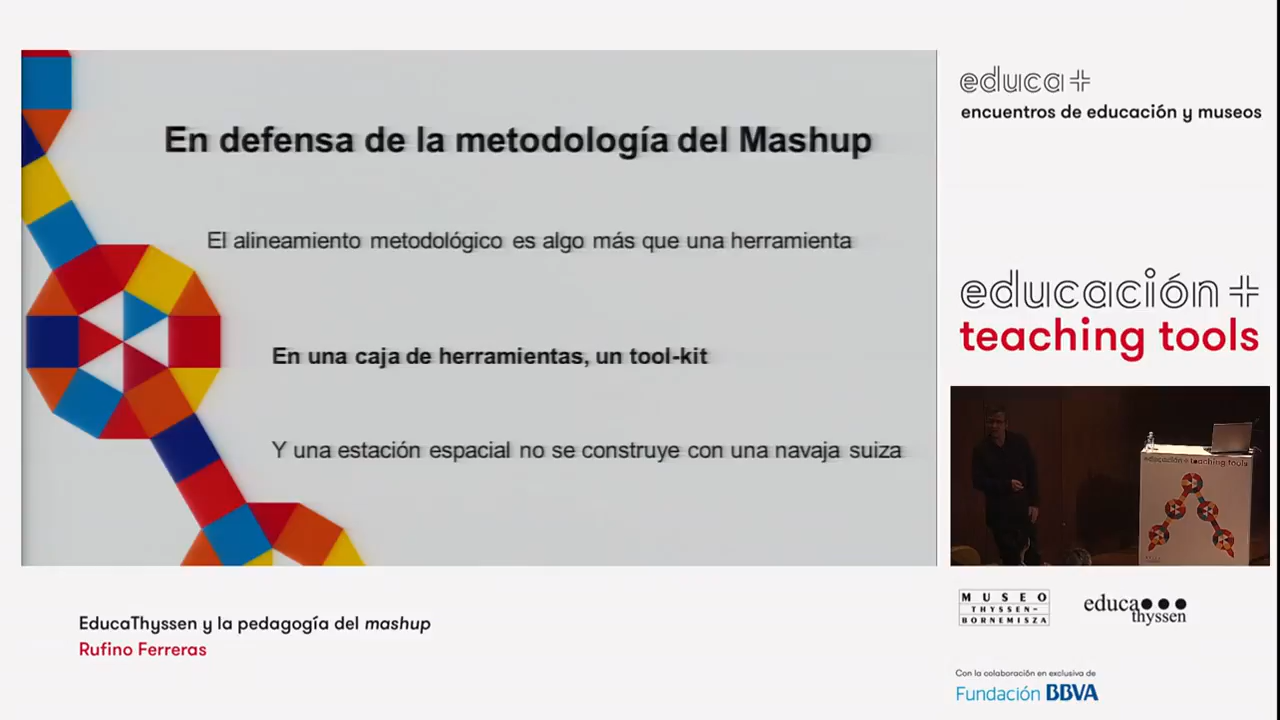 En defensa de la metodología del Mashup
El alineamiento metodológico es algo más que una herramienta
En una caja de herramientas, un tool-kit
Y una estación espacial no se construye con una navaja suiza
EducaThyssen y la pedagogía del mashup
Rufino Ferreras
educa+
encuentros de educación y museos
educación+
teaching tools
educación+ teaching tools
MUSEO
THYSSEN-
BORNEMISZA
educa
thyssen
Con la colaboración en exclusiva de
Fundación BBVA